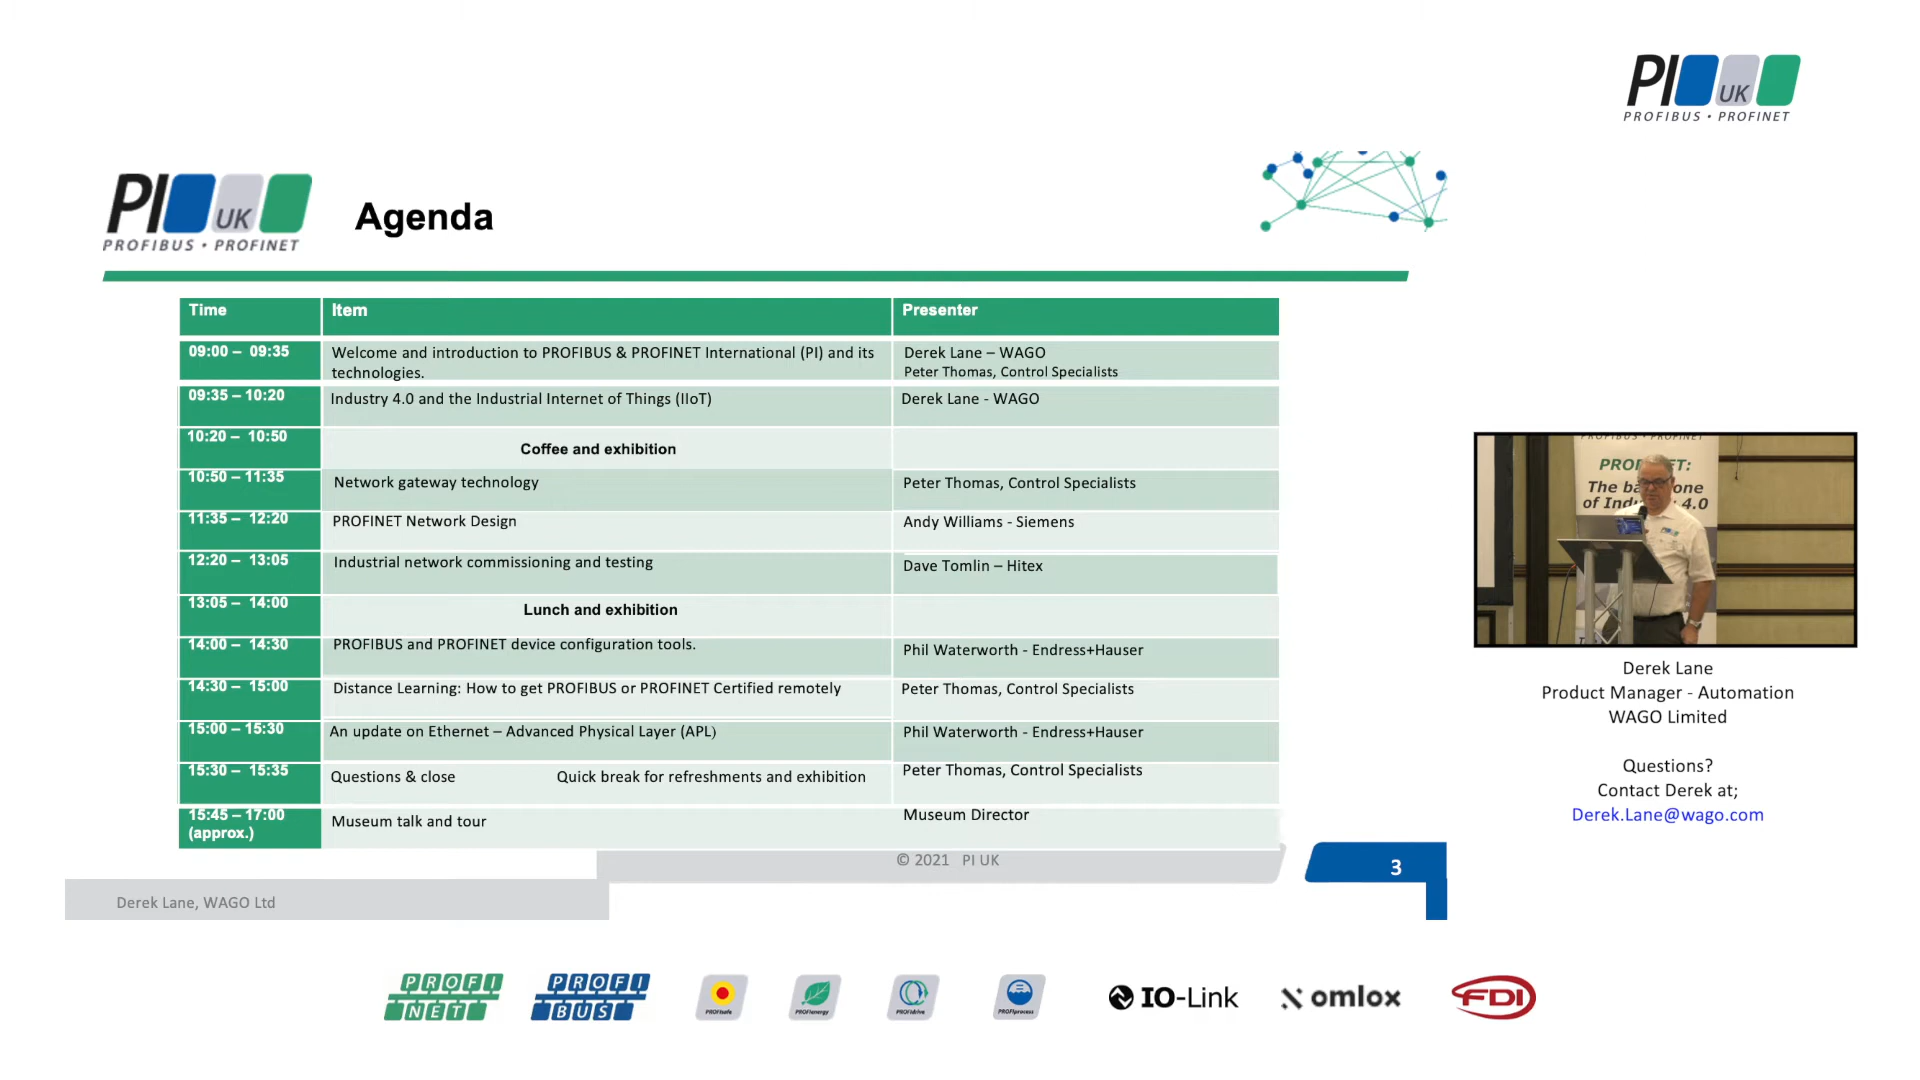 PI UK
PROFIBUS • PROFINET
PI UK
PROFIBUS • PROFINET
Agenda
Time Item Presenter
09:00 – 09:35 Welcome and introduction to PROFIBUS & PROFINET International (PI) and its Derek Lane – WAGO
technologies. Peter Thomas, Control Specialists
09:35 – 10:20 Industry 4.0 and the Industrial Internet of Things (IIoT) Derek Lane - WAGO
10:20 – 10:50 Coffee and exhibition
10:50 – 11:35 Network gateway technology Peter Thomas, Control Specialists
11:35 – 12:20 PROFINET Network Design Andy Williams - Siemens
12:20 – 13:05 Industrial network commissioning and testing Dave Tomlin – Hitex
13:05 – 14:00 Lunch and exhibition
14:00 – 14:30 PROFIBUS and PROFINET device configuration tools. Phil Waterworth - Endress+Hauser
14:30 – 15:00 Distance Learning: How to get PROFIBUS or PROFINET Certified remotely Peter Thomas, Control Specialists
15:00 – 15:30 An update on Ethernet – Advanced Physical Layer (APL) Phil Waterworth - Endress+Hauser
15:30 – 15:35 Questions & close Quick break for refreshments and exhibition Peter Thomas, Control Specialists
15:45 – 17:00 Museum talk and tour Museum Director
(approx.)
© 2021 PI UK
3
Derek Lane, WAGO Ltd
PROFIBUS • PROFINET
The
of 4.0
Derek Lane
Product Manager - Automation
WAGO Limited
Questions?
Contact Derek at;
Derek.Lane@wago.com
PROFI NET
PROFI BUS
PROFIsafe
PROFIenergy
PROFIdrive
PROFIprocess
IO-Link
omlox
FDI